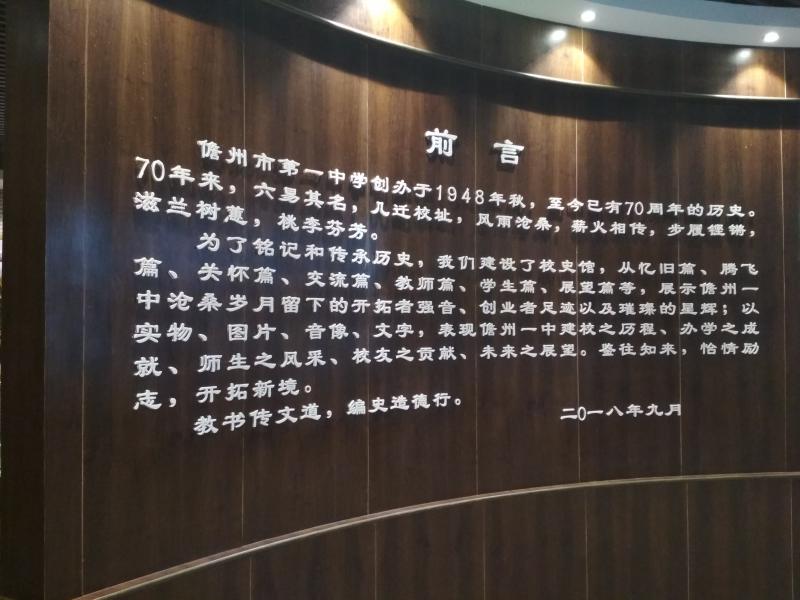 前言
儋州市第一中学创办于1948年秋，至今已有70周年的历史。
70年来，六易其名，几迁校址，风雨沧桑，薪火相传，步履铿锵，
滋兰树蕙，桃李芬芳。
为了铭记和传承历史，我们建设了校史馆，从忆旧篇、腾飞
篇、关怀篇、交流篇、教师篇、学生篇、展望篇等，展示儋州一
中沧桑岁月留下的开拓者强音、创业者足迹以及璀璨的星辉；以
实物、图片、音像、文字，表现儋州一中建校之历程、办学之成
就、师生之风采、校友之贡献、未来之展望。鉴往知来，怡情励
志，开拓新境。
教书传文道，编史造德行。
二〇一八年九月